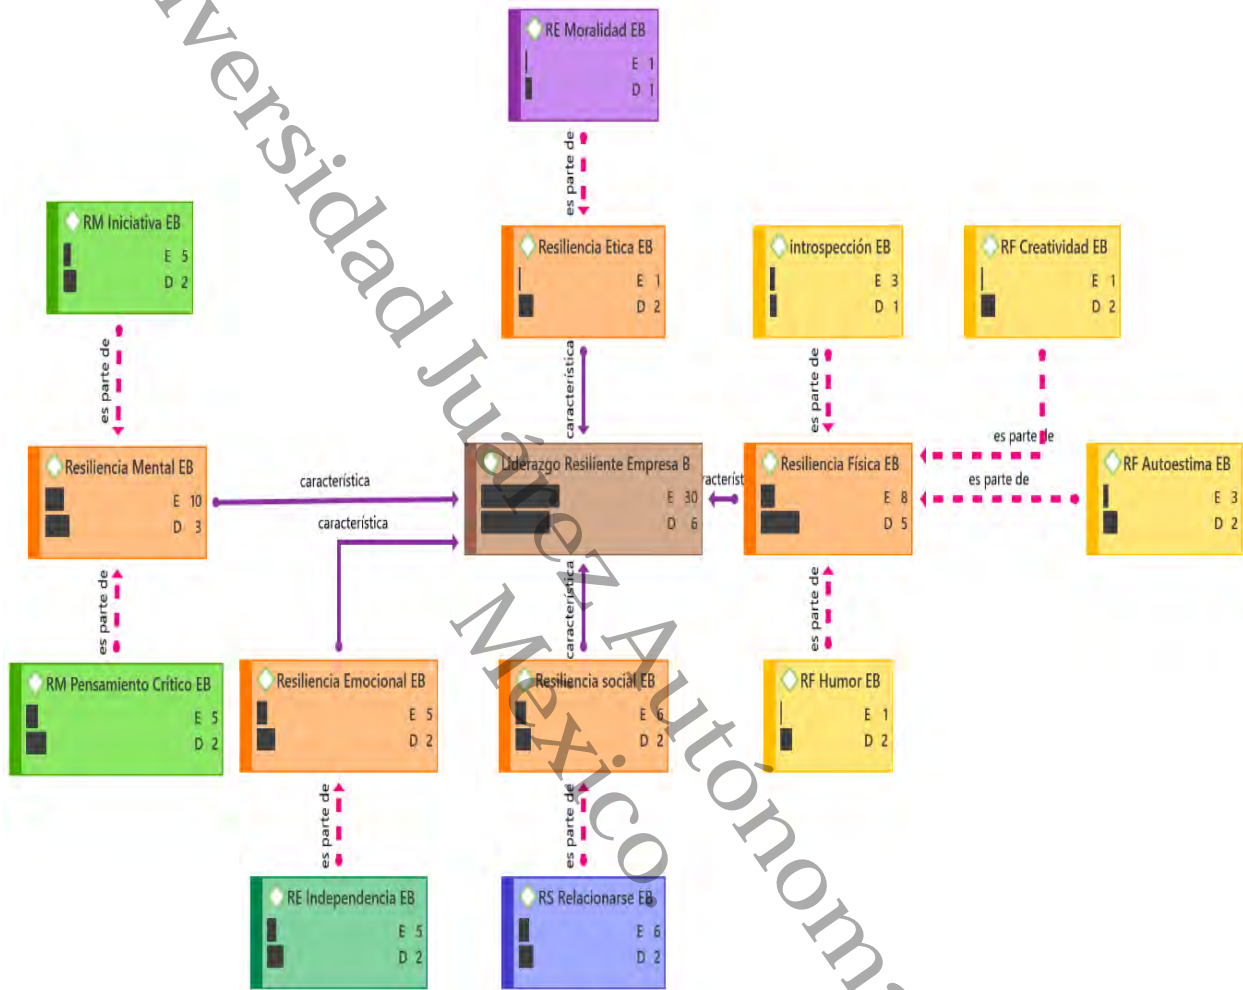 RE Moralidad EB
E 1
D 1
es parte de
RM Iniciativa EB
E 5
D 2
Resiliencia Etica EB
E 1
D 2
introspección EB
E 3
D 1
RF Creatividad EB
E 1
D 2
es parte de
característica
es parte de
es parte de
Resiliencia Mental EB
E 10
D 3
característica
característica
Liderazgo Resiliente Empresa B
E 30
D 6
Resiliencia Física EB
E 8
D 5
es parte de
RF Autoestima EB
E 3
D 2
es parte de
característica
es parte de
RM Pensamiento Crítico EB
E 5
D 2
Resiliencia Emocional EB
E 5
D 2
Resiliencia social EB
E 6
D 2
RF Humor EB
E 1
D 2
es parte de
es parte de
RE Independencia EB
E 5
D 2
RS Relacionarse EB
E 6
D 2
Juárez
México.